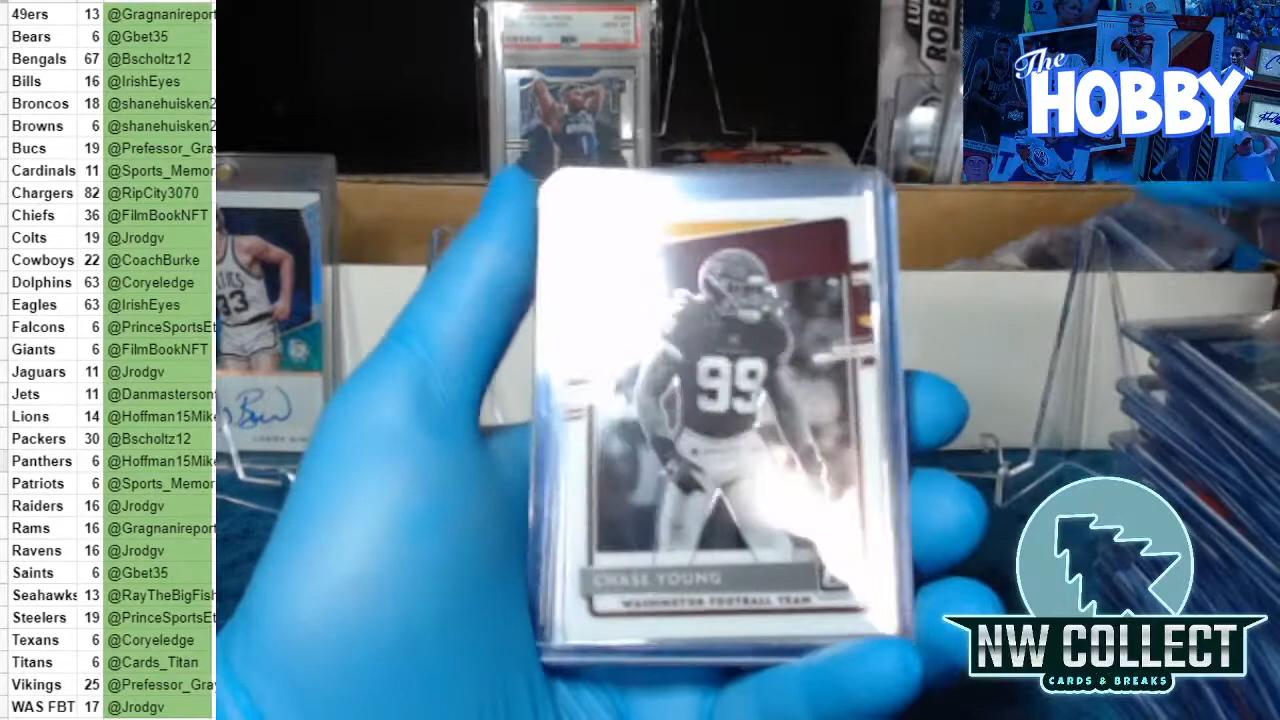 49ers 13 @Gragnanireport
Bears 6 @Gbet35
Bengals 67 @Bscholtz12
Bills 16 @IrishEyes
Broncos 18 @shanehuisken2
Browns 6 @shanehuisken2
Bucs 19 @Prefessor_Gra
Cardinals 11 @Sports_Memor
Chargers 82 @RipCity3070
Chiefs 36 @FilmBookNFT
Colts 19 @Jrodgv
Cowboys 22 @CoachBurke
Dolphins 63 @Coryeledge
Eagles 63 @IrishEyes
Falcons 6 @PrinceSportsEt
Giants 6 @FilmBookNFT
Jaguars 11 @Jrodgv
Jets 11 @Danmasterson
Lions 14 @Hoffman15Mike
Packers 30 @Bscholtz12
Panthers 6 @Hoffman15Mike
Patriots 6 @Sports_Memor
Raiders 16 @Jrodgv
Rams 16 @Gragnanireport
Ravens 16 @Jrodgv
Saints 6 @Gbet35
Seahawks 13 @RayTheBigFish
Steelers 19 @PrinceSportsEt
Texans 6 @Coryeledge
Titans 6 @Cards_Titan
Vikings 25 @Prefessor_Gra
WAS FBT 17 @Jrodgv
The
HOBBY
99
CHASE YOUNG
WASHINGTON FOOTBALL TEAM
33
NW COLLECT
CARDS & BREAKS